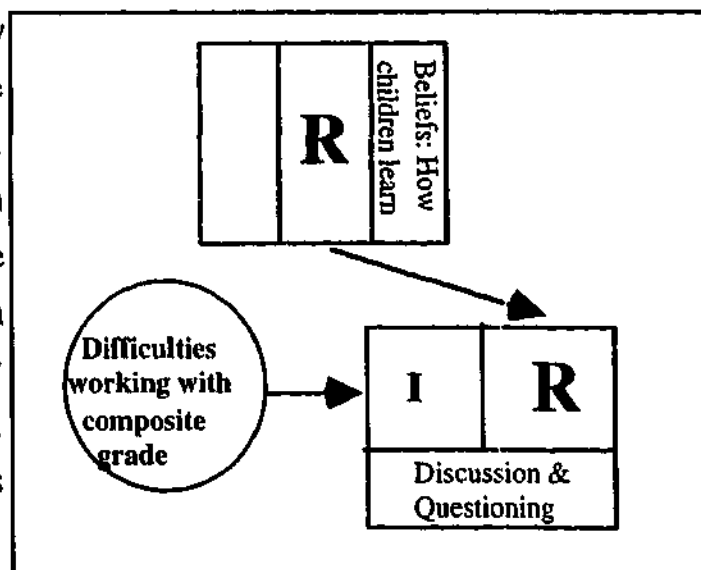 R
Beliefs: How
children learn
Difficulties
working with
composite
grade
I
R
Discussion &
Questioning